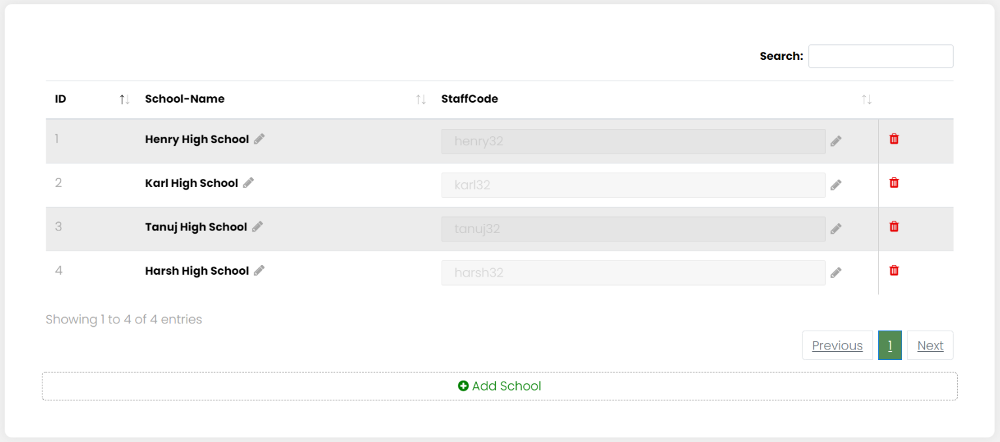 Search:
ID School-Name StaffCode
1 Henry High School henry32
2 Karl High School karl32
3 Tanuj High School tanuj32
4 Harsh High School harsh32
Showing 1 to 4 of 4 entries
Previous 1 Next
Add School